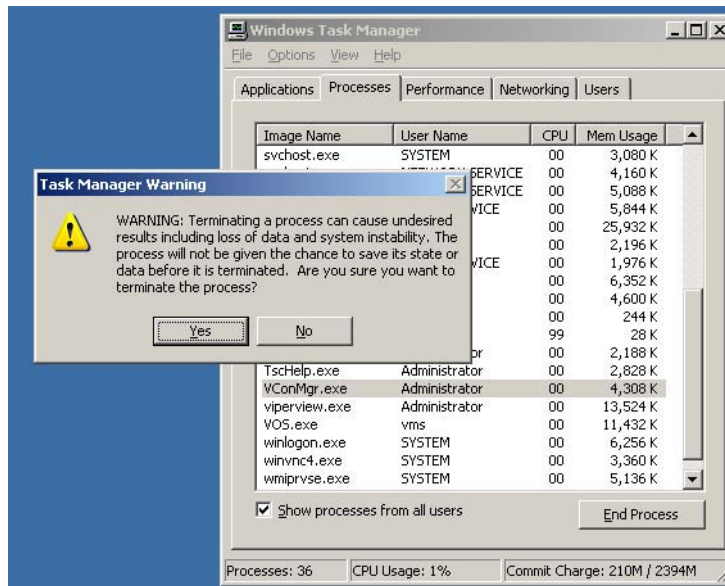 Windows Task Manager
File Options View Help
Applications Processes Performance Networking Users
Image Name User Name CPU Mem Usage
svchost.exe SYSTEM 00 3,080 K
SERVICE 00 4,160 K
SERVICE 00 5,088 K
VICE 00 5,844 K
00 25,932 K
00 2,196 K
VICE 00 1,976 K
00 6,352 K
00 4,600 K
00 244 K
99 28 K
or 00 2,188 K
TscHelp.exe Administrator 00 2,828 K
VConMgr.exe Administrator 00 4,308 K
viperview.exe Administrator 00 13,524 K
VOS.exe vms 00 11,432 K
winlogon.exe SYSTEM 00 6,256 K
winvnc4.exe SYSTEM 00 3,360 K
wmiprvse.exe SYSTEM 00 5,136 K
Show processes from all users
End Process
Processes: 36 CPU Usage: 1% Commit Charge: 210M / 2394M
Task Manager Warning
WARNING: Terminating a process can cause undesired
results including loss of data and system instability. The
process will not be given the chance to save its state or
data before it is terminated. Are you sure you want to
terminate the process?
Yes No